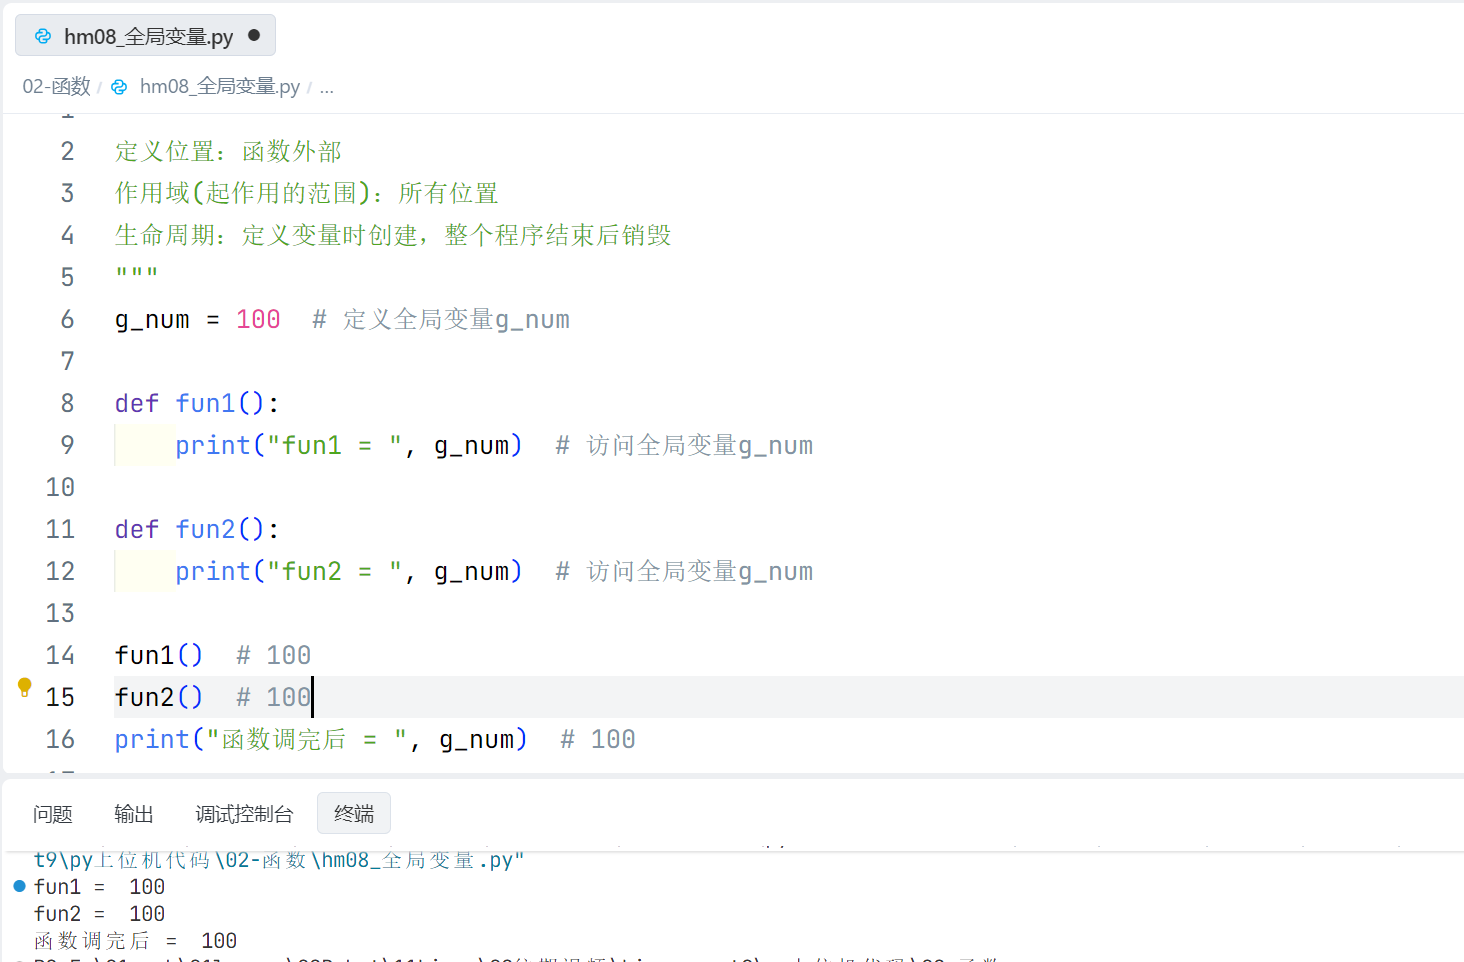 hm08_全局变量.py ●
02-函数 / hm08_全局变量.py / ...
1
2 定义位置：函数外部
3 作用域(起作用的范围)：所有位置
4 生命周期：定义变量时创建，整个程序结束后销毁
5 """
6 g_num = 100  # 定义全局变量g_num
7
8 def fun1():
9     print("fun1 = ", g_num)  # 访问全局变量g_num
10
11 def fun2():
12     print("fun2 = ", g_num)  # 访问全局变量g_num
13
14 fun1()  # 100
15 fun2()  # 100
16 print("函数调完后 = ", g_num)  # 100
问题 输出 调试控制台 终端
t9\py上位机代码\02-函数\hm08_全局变量.py"
fun1 =  100
fun2 =  100
函数调完后 =  100